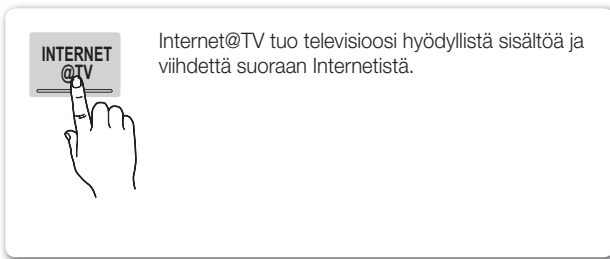 INTERNET
@TV
Internet@TV tuo televisioosi hyödyllistä sisältöä ja
viihdettä suoraan Internetistä.